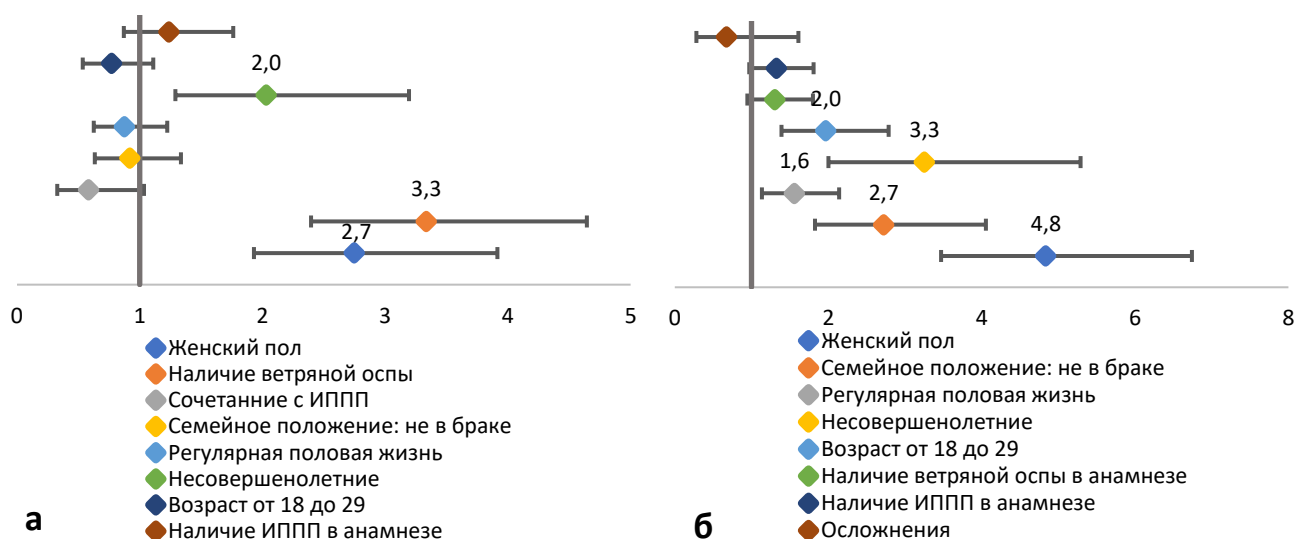 2,0
3,3
2,7
0 1 2 3 4 5
Женский пол
Наличие ветряной оспы
Сочетанние с ИППП
Семейное положение: не в браке
Регулярная половая жизнь
Несовершенолетние
Возраст от 18 до 29
Наличие ИППП в анамнезе
а
2,0
3,3
1,6
2,7
4,8
0 2 4 6 8
Женский пол
Семейное положение: не в браке
Регулярная половая жизнь
Несовершенолетние
Возраст от 18 до 29
Наличие ветряной оспы в анамнезе
Наличие ИППП в анамнезе
Осложнения
б